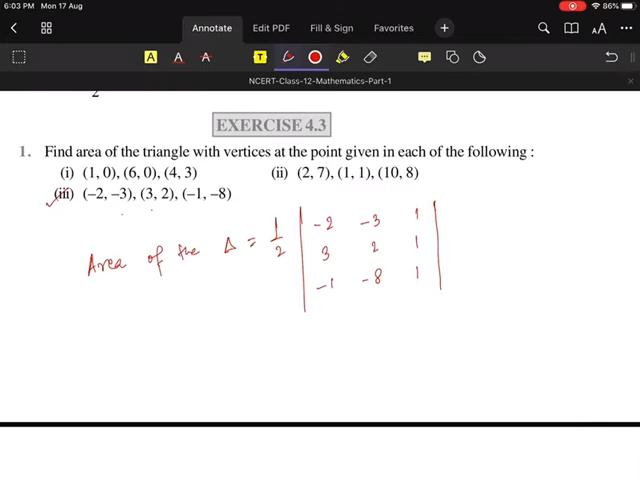 6:03 PM Mon 17 Aug
86%
Annotate Edit PDF Fill & Sign Favorites
NCERT-Class-12-Mathematics-Part-1
2
EXERCISE 4.3
1. Find area of the triangle with vertices at the point given in each of the following :
(i) (1, 0), (6, 0), (4, 3) (ii) (2, 7), (1, 1), (10, 8)
(iii) (–2, –3), (3, 2), (–1, –8)
Area of the Δ = 1/2 | -2 -3 1
3 2 1
-1 -8 1 |